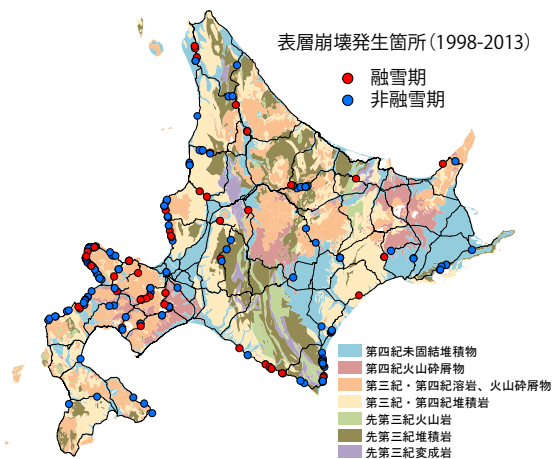 表層崩壊発生箇所（1998-2013）
融雪期
非融雪期
第四紀未固結堆積物
第四紀火山砕屑物
第三紀・第四紀溶岩、火山砕屑物
第三紀・第四紀堆積岩
先第三紀火山岩
先第三紀堆積岩
先第三紀変成岩